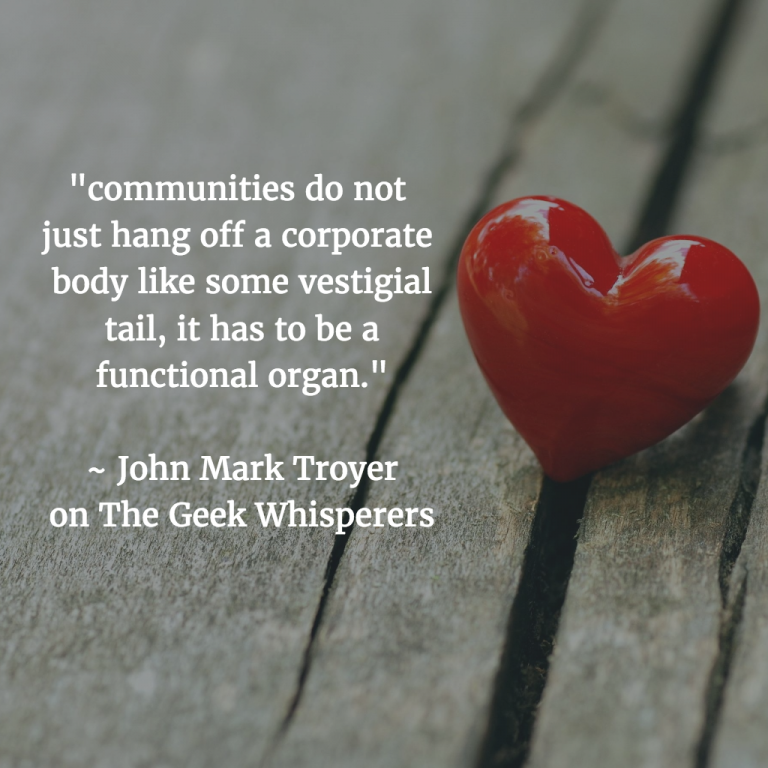 "communities do not
just hang off a corporate
body like some vestigial
tail, it has to be a
functional organ."
~ John Mark Troyer
on The Geek Whisperers